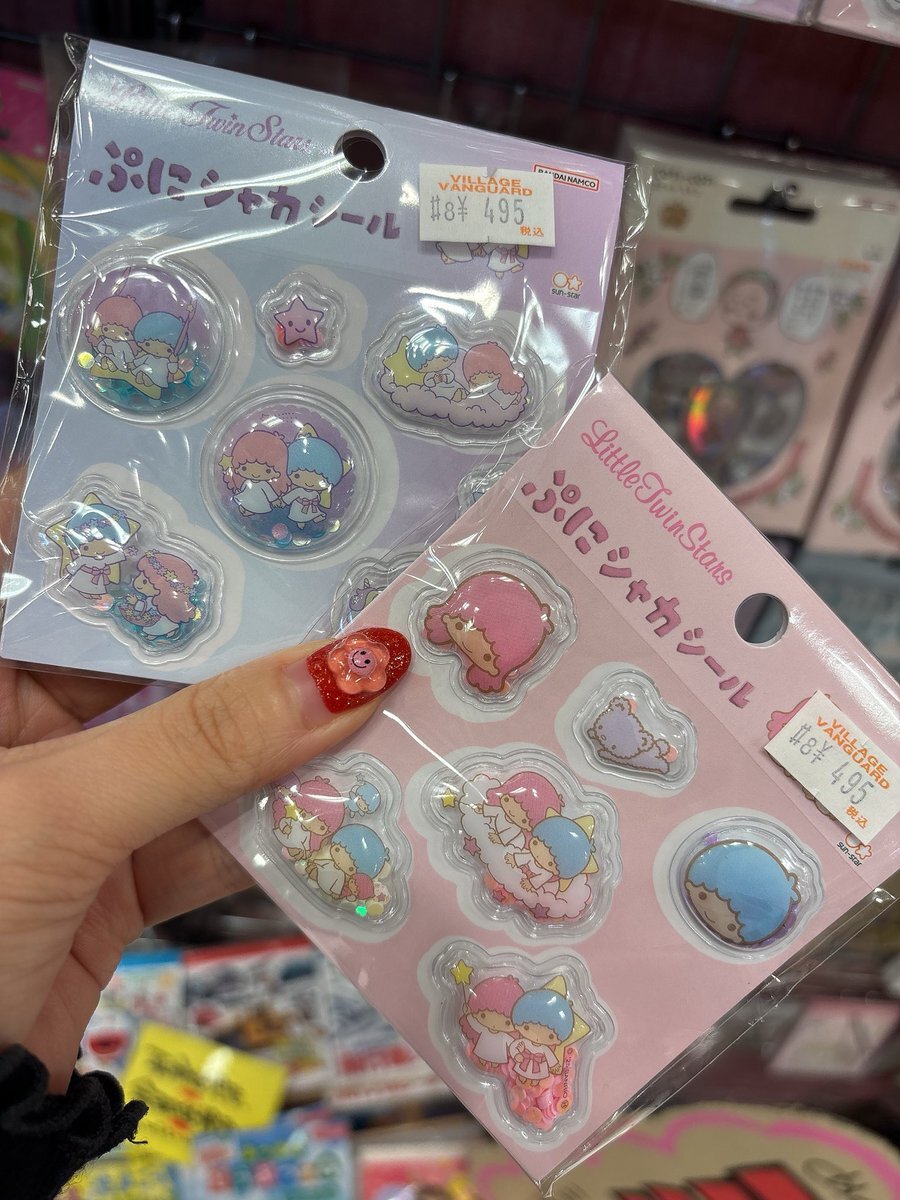 Little Twin Stars
ぷにシャカシール
BANDAI NAMCO
VILLAGE
VANGUARD
#8¥ 495
税込
sun-star
Little Twin Stars
ぷにシャカシール
VILLAGE
VANGUARD
#8¥ 495
税込
sun-star